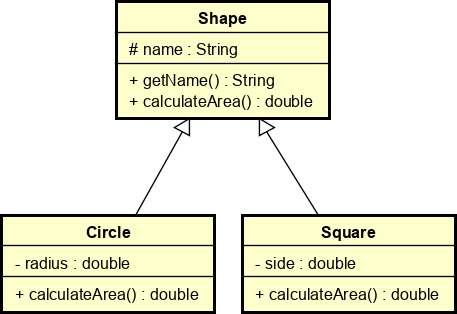 Shape
# name : String
+ getName() : String
+ calculateArea() : double
Circle
- radius : double
+ calculateArea() : double
Square
- side : double
+ calculateArea() : double